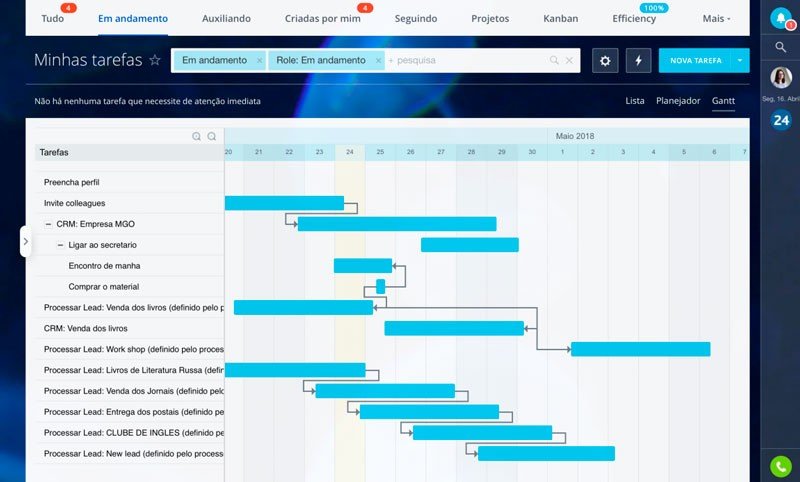 4 4 100%
Tudo Em andamento Auxiliando Criadas por mim Seguindo Projetos Kanban Efficiency Mais
1
Minhas tarefas Em andamento × Role: Em andamento × + pesquisa NOVA TAREFA
Não há nenhuma tarefa que necessite de atenção imediata Lista Planejador Gantt
Seg, 16. Abril
24
Maio 2018
Tarefas 20 21 22 23 24 25 26 27 28 29 30 1 2 3 4 5 6 7
Preencha perfil
Invite colleagues
CRM: Empresa MGO
Ligar ao secretario
Encontro de manha
Comprar o material
Processar Lead: Venda dos livros (definido pelo p
CRM: Venda dos livros
Processar Lead: Work shop (definido pelo proces
Processar Lead: Livros de Literatura Russa (defin
Processar Lead: Venda dos Jornais (definido pelo
Processar Lead: Entrega dos postais (definido p
Processar Lead: CLUBE DE INGLES (definido p
Processar Lead: New lead (definido pelo processo